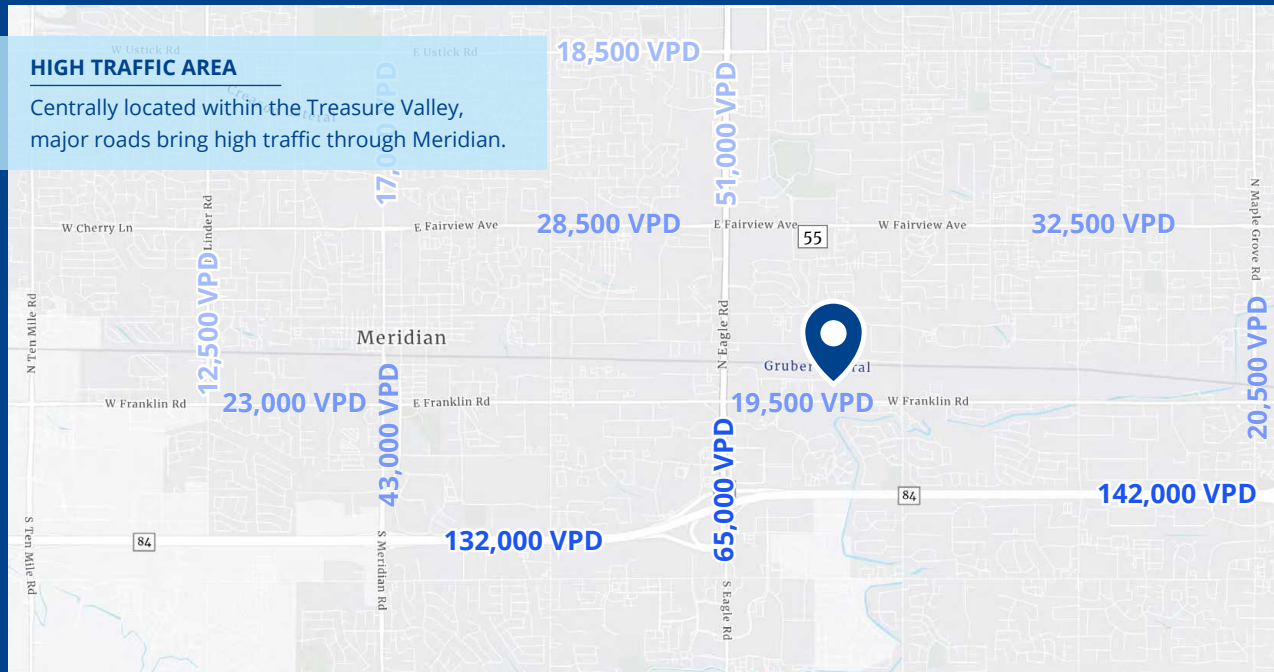 W Ustick Rd
E Ustick Rd
18,500 VPD
HIGH TRAFFIC AREA
Centrally located within the Treasure Valley,
major roads bring high traffic through Meridian.
51,000 VPD
N Linder Rd
N Maple Grove Rd
W Cherry Ln
E Fairview Ave
28,500 VPD
E Fairview Ave
55
W Fairview Ave
32,500 VPD
12,500 VPD
N Ten Mile Rd
Meridian
N Eagle Rd
20,500 VPD
W Franklin Rd
23,000 VPD
43,000 VPD
E Franklin Rd
19,500 VPD
W Franklin Rd
65,000 VPD
84
142,000 VPD
S Ten Mile Rd
84
S Meridian Rd
132,000 VPD
S Eagle Rd